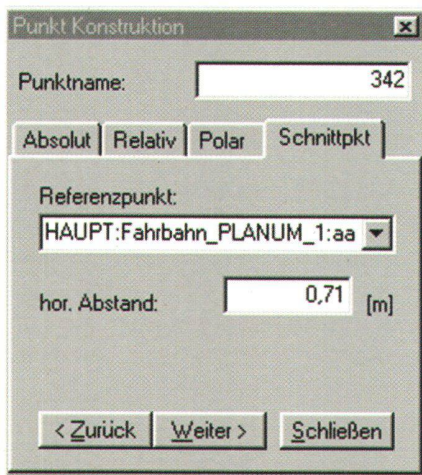 Punkt Konstruktion
Punktname: 342
Absolut Relativ Polar Schnittpkt
Referenzpunkt:
HAUPT:Fahrbahn_PLANUM_1:aa
hor. Abstand: 0,71 [m]
< Zurück Weiter > Schließen